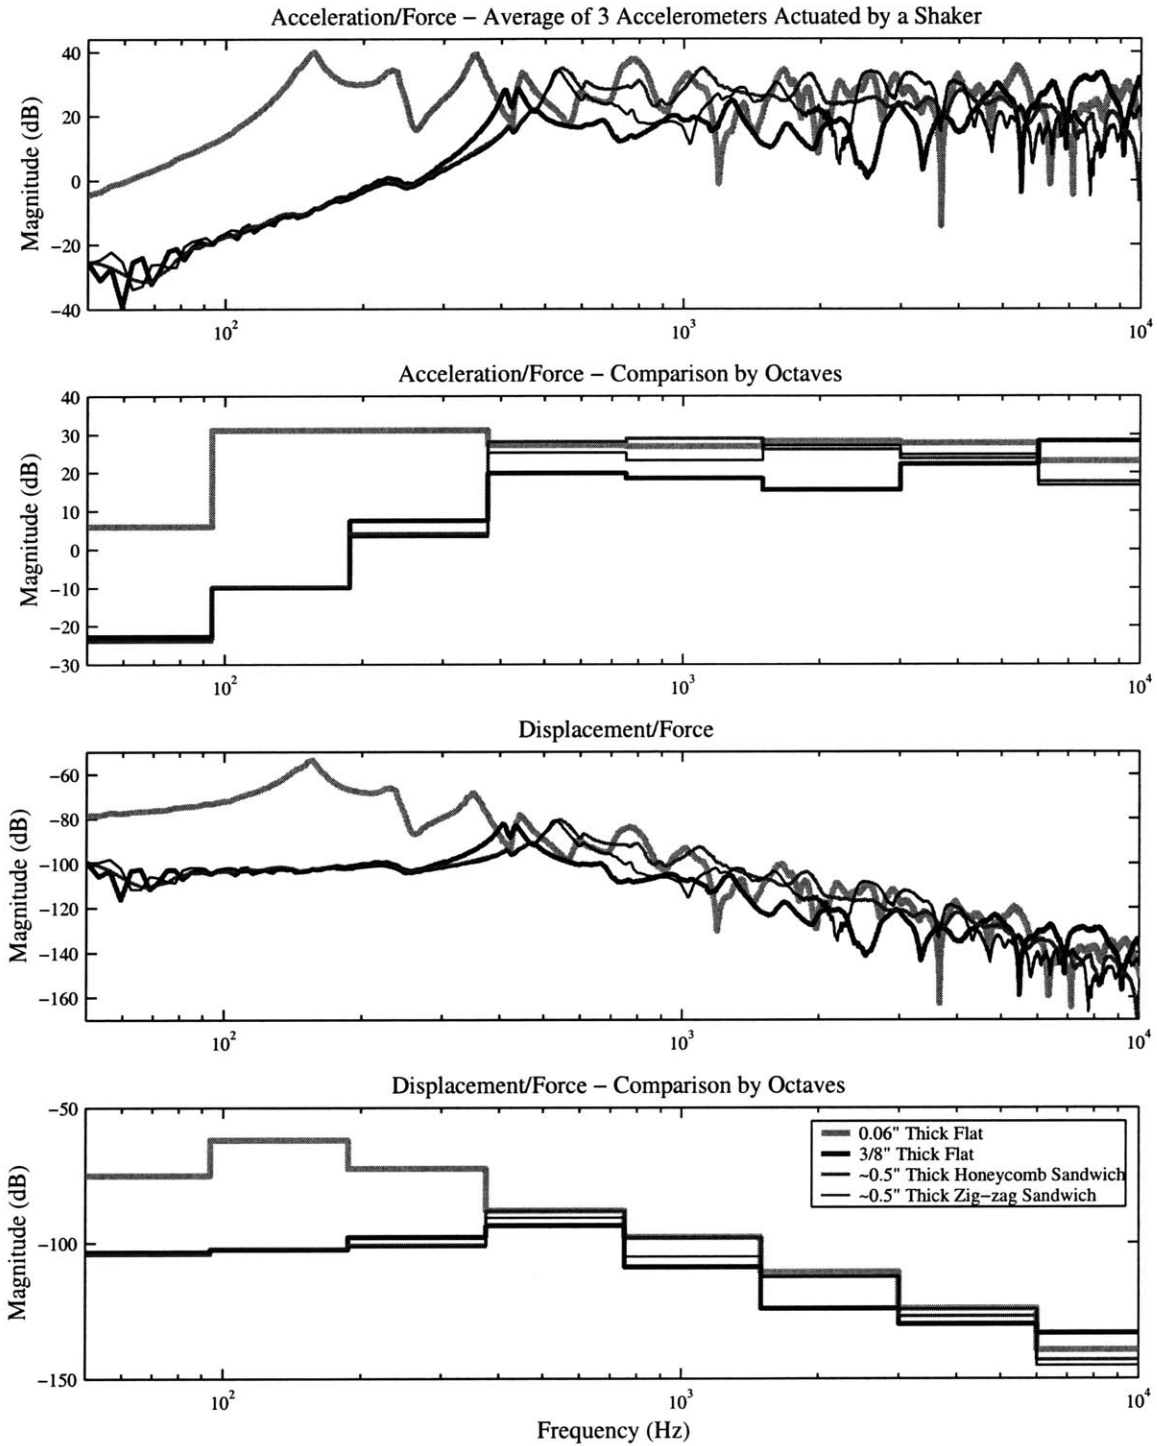 Acceleration/Force − Average of 3 Accelerometers Actuated by a Shaker
Magnitude (dB)
40
20
0
−20
−40
10²
10³
10⁴
Acceleration/Force − Comparison by Octaves
Magnitude (dB)
40
30
20
10
0
−10
−20
−30
10²
10³
10⁴
Displacement/Force
Magnitude (dB)
−60
−80
−100
−120
−140
−160
10²
10³
10⁴
Displacement/Force − Comparison by Octaves
Magnitude (dB)
−50
−100
−150
0.06" Thick Flat
3/8" Thick Flat
~0.5" Thick Honeycomb Sandwich
~0.5" Thick Zig−zag Sandwich
10²
10³
10⁴
Frequency (Hz)